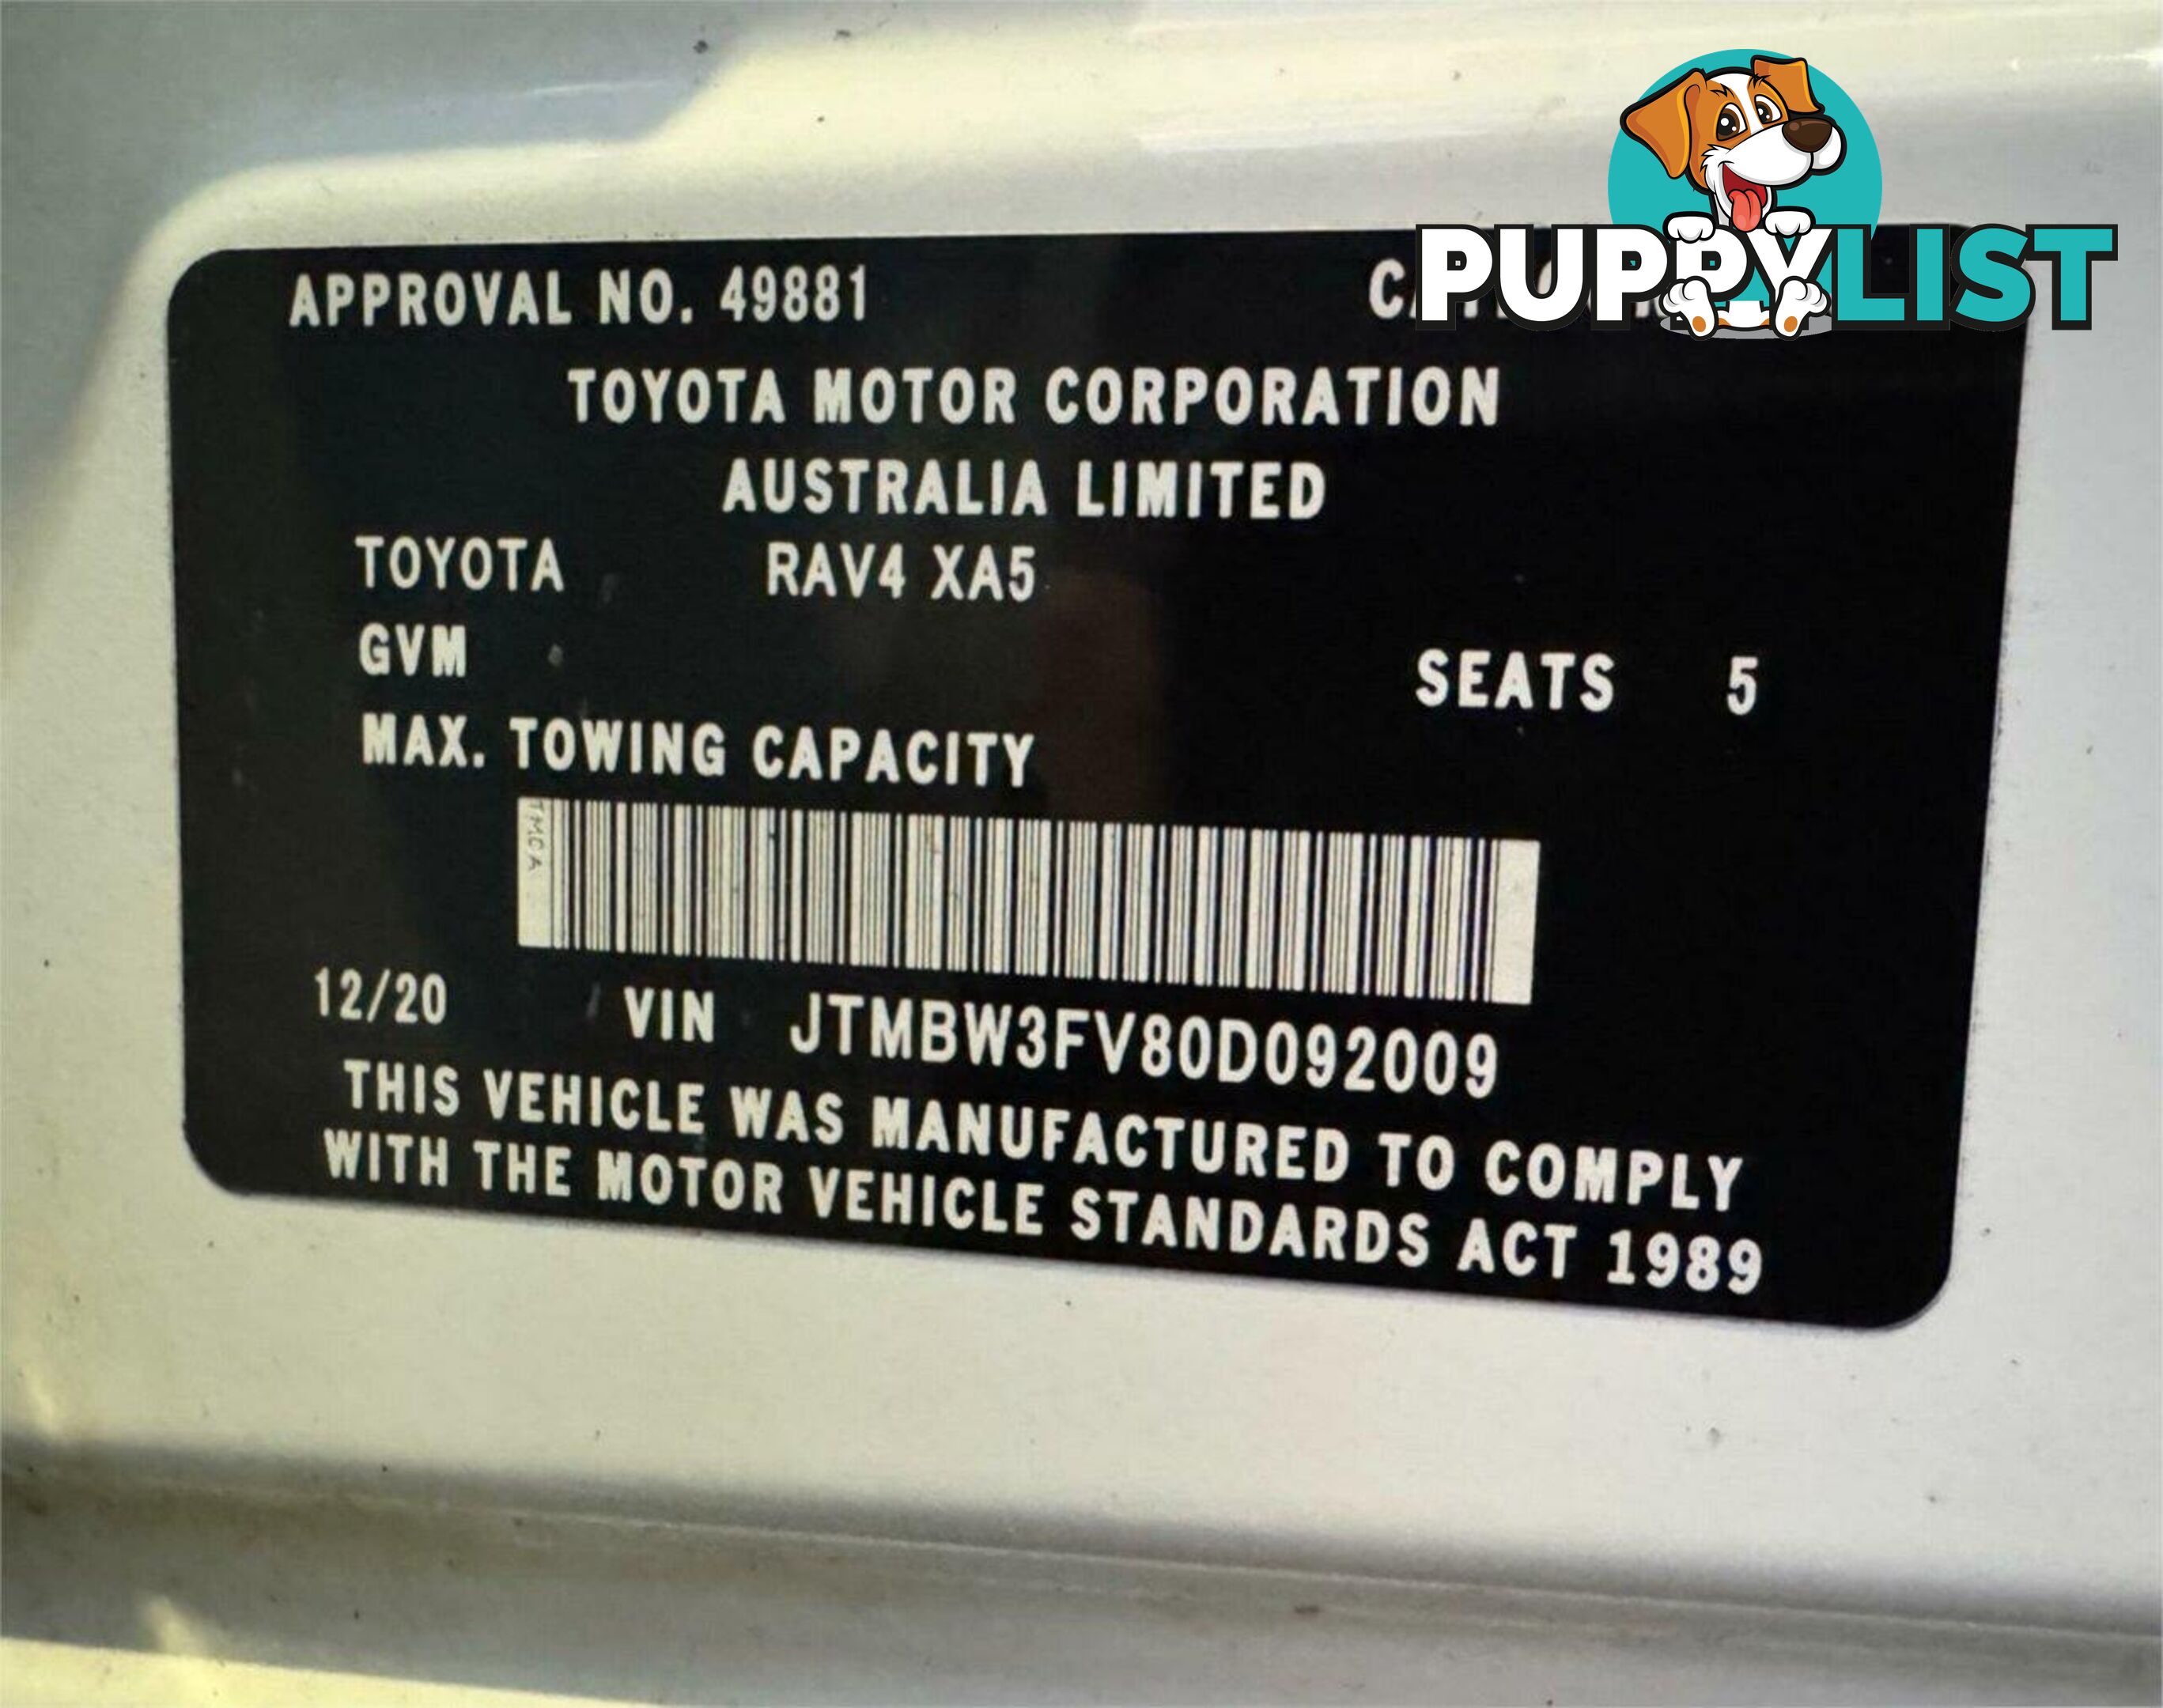 PUPPYLIST
APPROVAL NO. 49881
TOYOTA MOTOR CORPORATION
AUSTRALIA LIMITED
TOYOTA RAV4 XA5
GVM
SEATS 5
MAX. TOWING CAPACITY
TMCA
12/20 VIN JTMBW3FV80D092009
THIS VEHICLE WAS MANUFACTURED TO COMPLY
WITH THE MOTOR VEHICLE STANDARDS ACT 1989